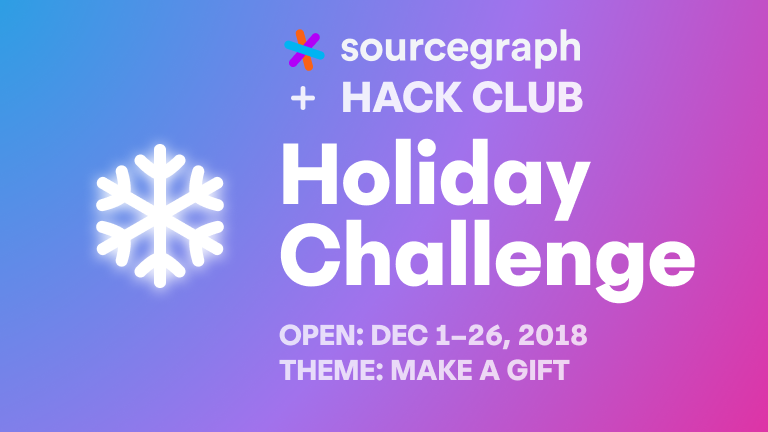 sourcegraph
+ HACK CLUB
Holiday
Challenge
OPEN: DEC 1–26, 2018
THEME: MAKE A GIFT